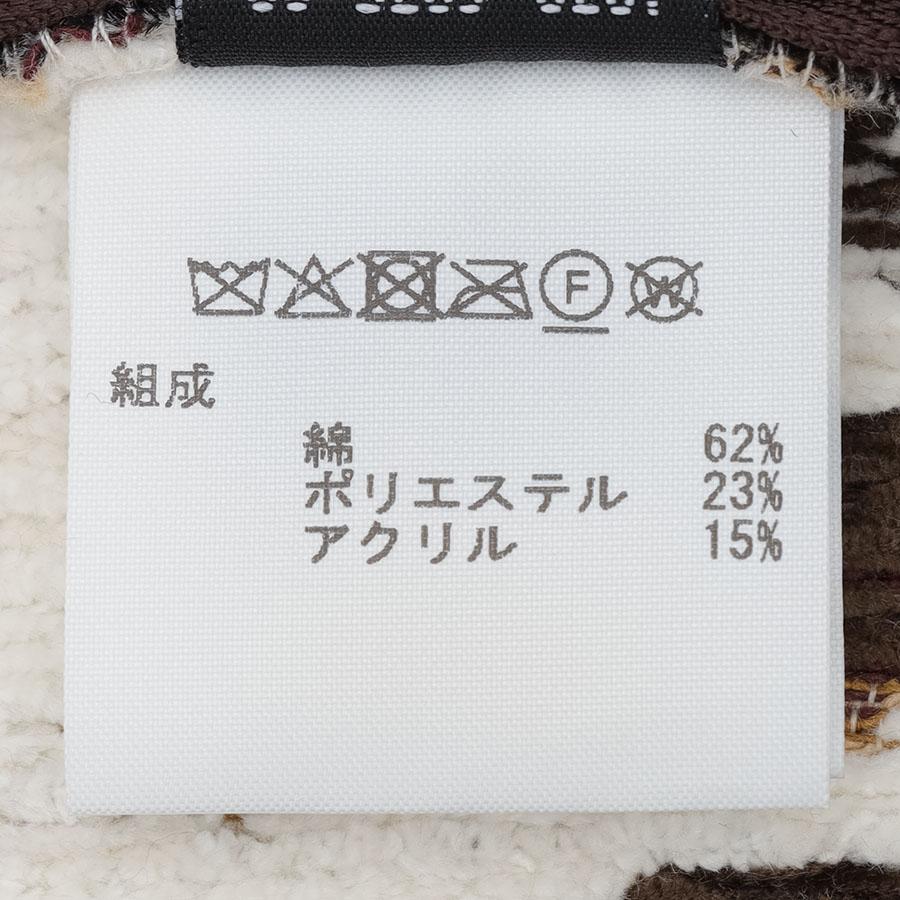 F W
組成
綿 62%
ポリエステル 23%
アクリル 15%